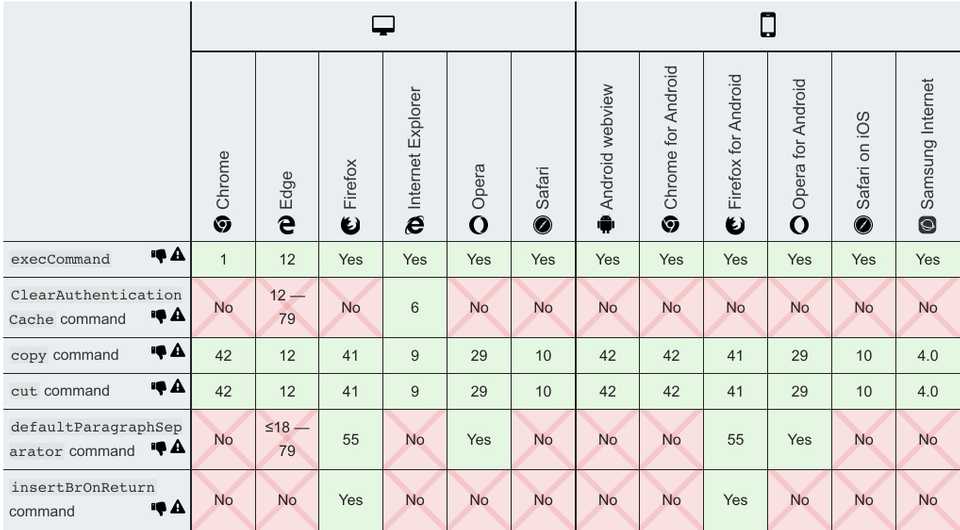 Chrome
Edge
Firefox
Internet Explorer
Opera
Safari
Android webview
Chrome for Android
Firefox for Android
Opera for Android
Safari on iOS
Samsung Internet
execCommand 1 12 Yes Yes Yes Yes Yes Yes Yes Yes Yes Yes
ClearAuthentication
Cache command No 12 — 79 No 6 No No No No No No No No
copy command 42 12 41 9 29 10 42 42 41 29 10 4.0
cut command 42 12 41 9 29 10 42 42 41 29 10 4.0
defaultParagraphSep
arator command No ≤18 — 79 55 No Yes No No No 55 Yes No No
insertBrOnReturn
command No No Yes No No No No No Yes No No No